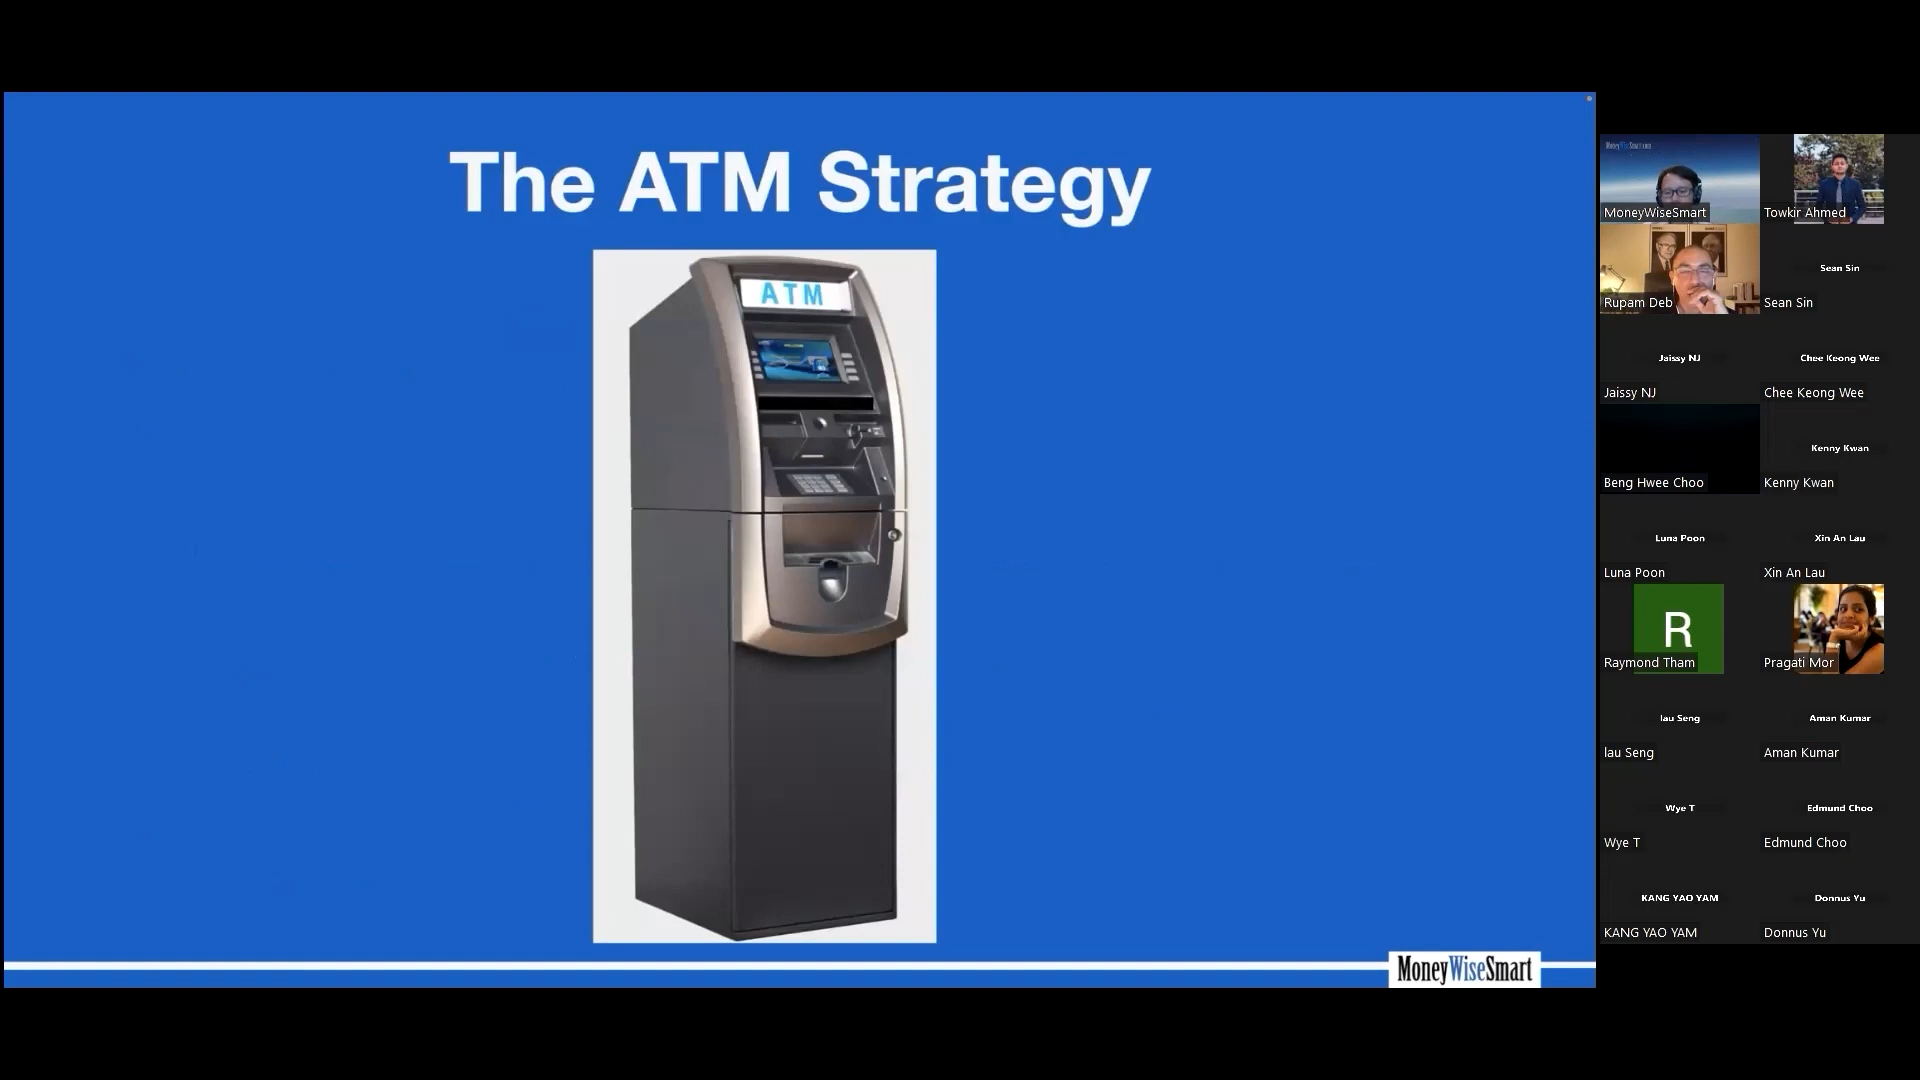 The ATM Strategy
ATM
MoneyWiseSmart
MoneyWiseSmart.com
MoneyWiseSmart
Towkir Ahmed
Rupam Deb
Sean Sin
Sean Sin
Jaissy NJ
Jaissy NJ
Chee Keong Wee
Chee Keong Wee
Beng Hwee Choo
Kenny Kwan
Kenny Kwan
Luna Poon
Luna Poon
Xin An Lau
Xin An Lau
R
Raymond Tham
Pragati Mor
lau Seng
lau Seng
Aman Kumar
Aman Kumar
Wye T
Wye T
Edmund Choo
Edmund Choo
KANG YAO YAM
KANG YAO YAM
Donnus Yu
Donnus Yu